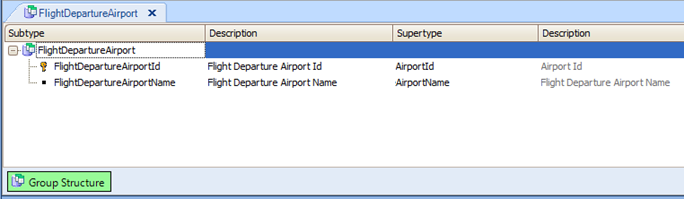 FlightDepartureAirport
Subtype Description Supertype Description
FlightDepartureAirport
FlightDepartureAirportId Flight Departure Airport Id AirportId Airport Id
FlightDepartureAirportName Flight Departure Airport Name AirportName Flight Departure Airport Name
Group Structure